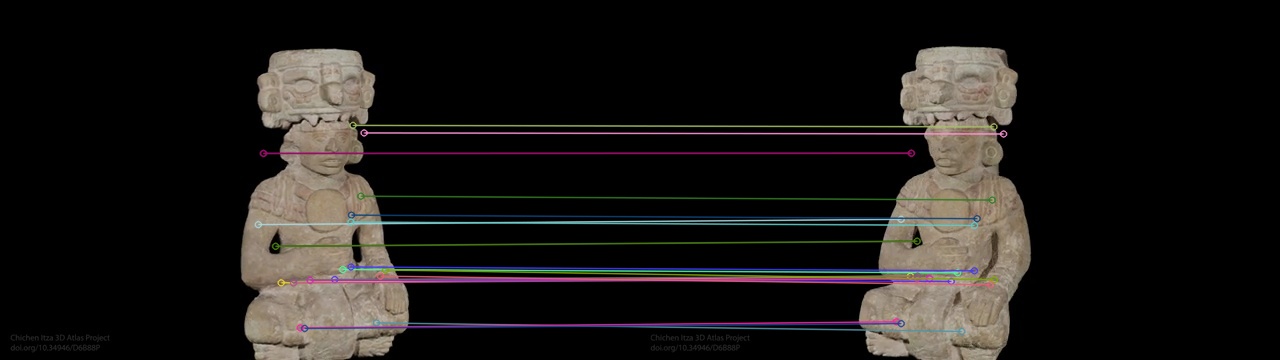 Chichen Itza 3D Atlas Project
doi.org/10.34946/D6B88P
Chichen Itza 3D Atlas Project
doi.org/10.34946/D6B88P